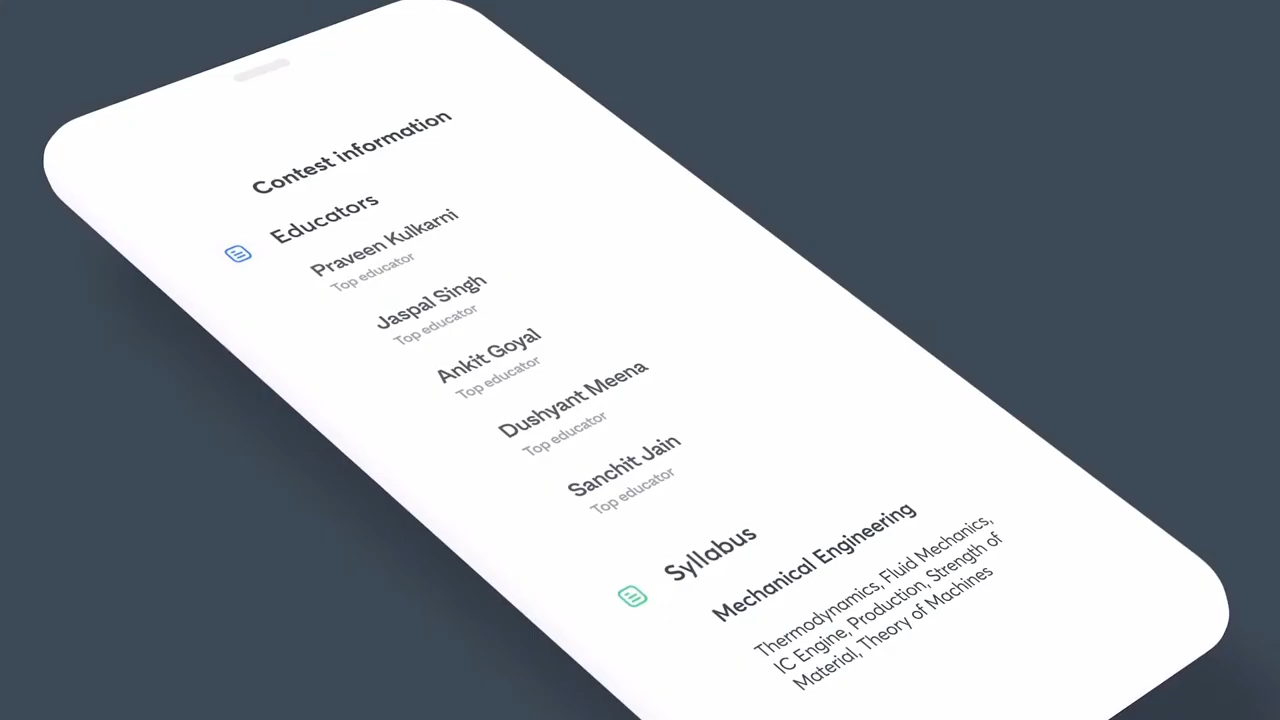 Contest information
Educators
Praveen Kulkarni
Top educator
Jaspal Singh
Top educator
Ankit Goyal
Top educator
Dushyant Meena
Top educator
Sanchit Jain
Top educator
Syllabus
Mechanical Engineering
Thermodynamics, Fluid Mechanics,
IC Engine, Production, Strength of
Material, Theory of Machines